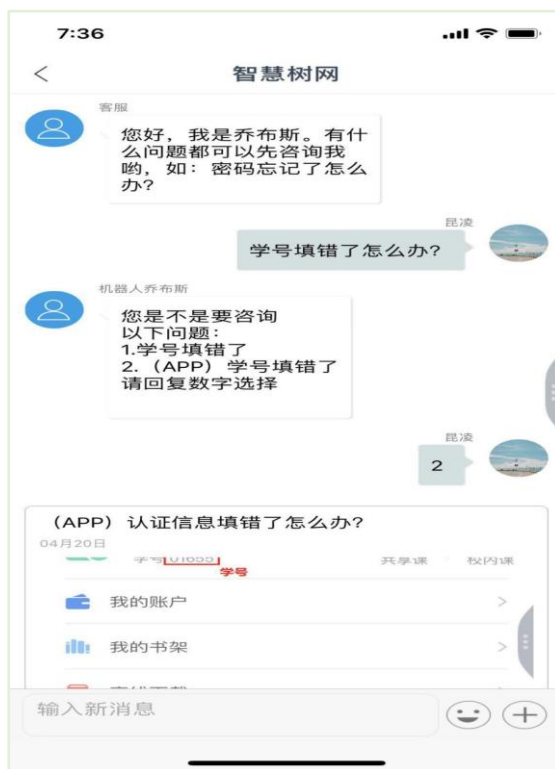 7:36
智慧树网
客服
您好，我是乔布斯。有什
么问题都可以先咨询我
哟，如：密码忘记了怎么
办？
昆凌
学号填错了怎么办？
机器人乔布斯
您是不是要咨询
以下问题：
1.学号填错了
2.（APP）学号填错了
请回复数字选择
昆凌
2
（APP）认证信息填错了怎么办？
04月20日
学号 01655 共享课 校内课
学号
我的账户
我的书架
输入新消息